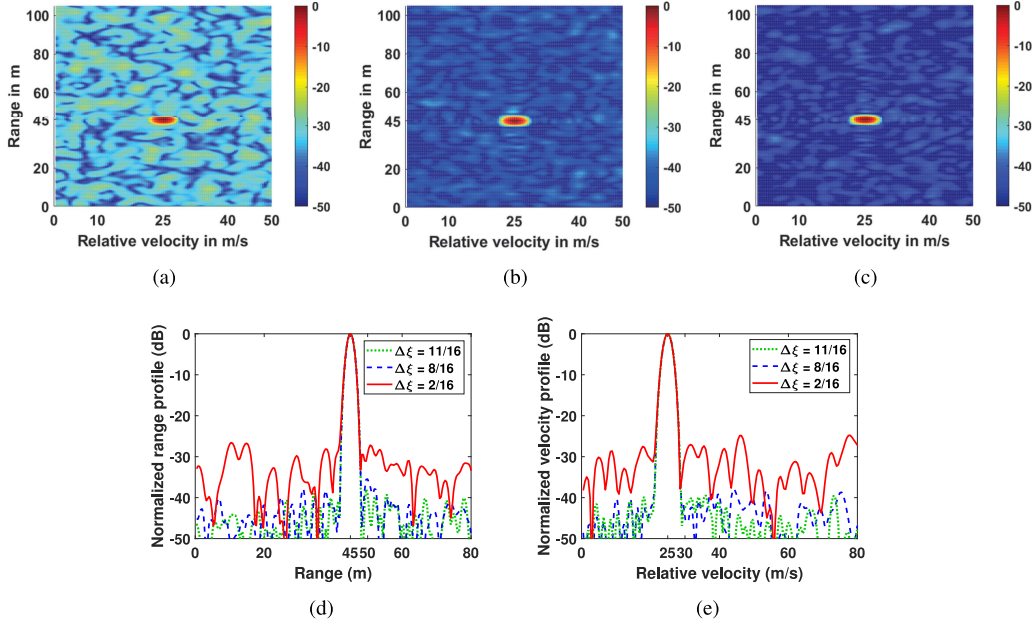 Range in m
100
80
60
45
20
0
0 10 25 40 50
Relative velocity in m/s
0
-10
-20
-30
-40
-50
(a)
Range in m
100
80
60
45
20
0
0 10 25 40 50
Relative velocity in m/s
0
-10
-20
-30
-40
-50
(b)
Range in m
100
80
60
45
20
0
0 10 25 40 50
Relative velocity in m/s
0
-10
-20
-30
-40
-50
(c)
Normalized range profile (dB)
0
-10
-20
-30
-40
-50
Δξ = 11/16
Δξ = 8/16
Δξ = 2/16
0 20 45 50 60 80
Range (m)
(d)
Normalized velocity profile (dB)
0
-10
-20
-30
-40
-50
Δξ = 11/16
Δξ = 8/16
Δξ = 2/16
0 25 30 40 60 80
Relative velocity (m/s)
(e)